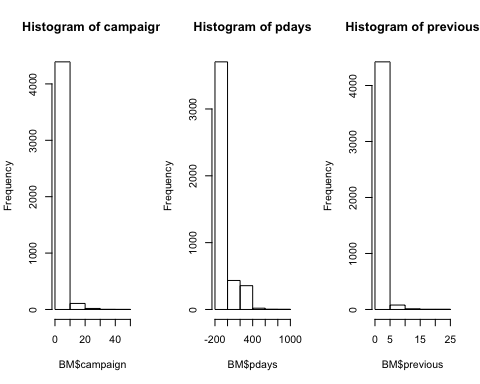 Histogram of campaigr
Histogram of pdays
Histogram of previous
Frequency
0
1000
2000
3000
4000
0
20
40
BM$campaign
Frequency
0
1000
2000
3000
-200
400
1000
BM$pdays
Frequency
0
1000
2000
3000
4000
0
5
15
25
BM$previous